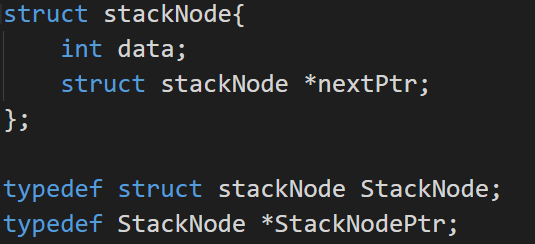 struct stackNode{
    int data;
    struct stackNode *nextPtr;
};

typedef struct stackNode StackNode;
typedef StackNode *StackNodePtr;